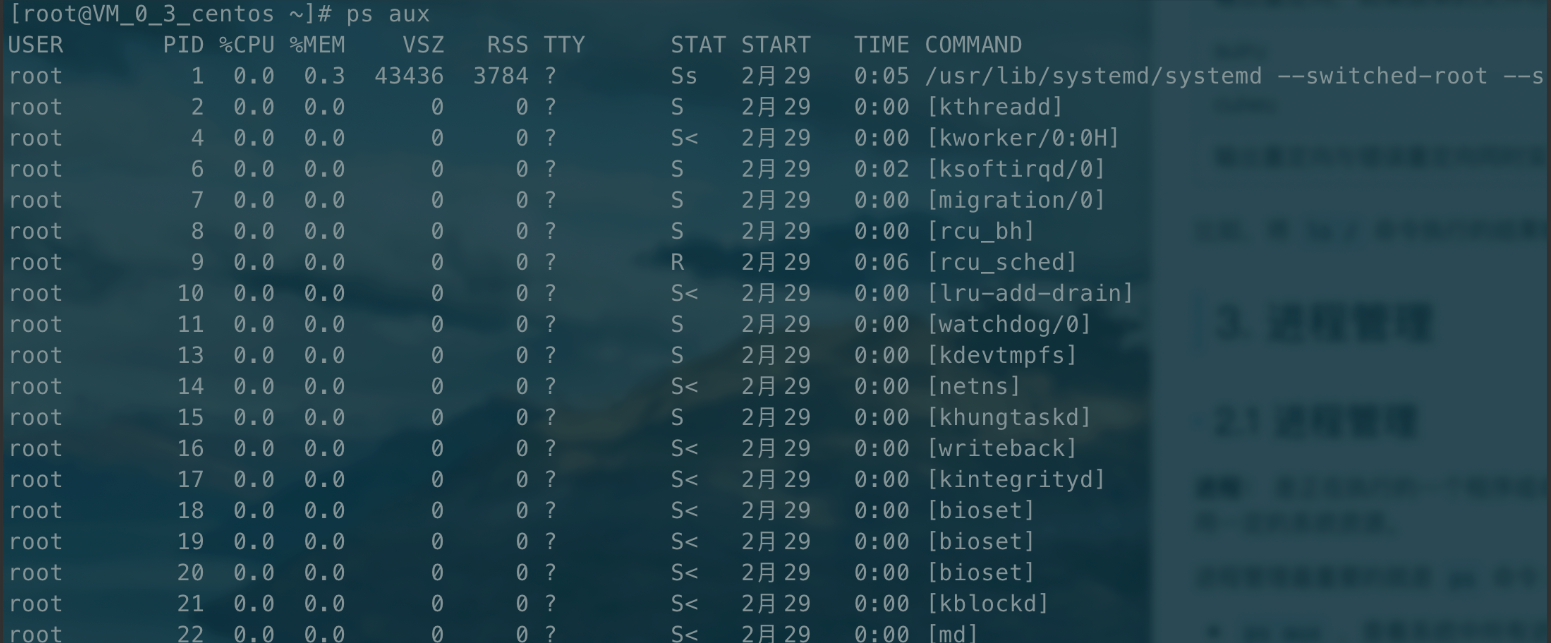 [root@VM_0_3_centos ~]# ps aux
USER       PID %CPU %MEM    VSZ   RSS TTY      STAT START   TIME COMMAND
root         1  0.0  0.3  43436  3784 ?        Ss   2月29   0:05 /usr/lib/systemd/systemd --switched-root --s
root         2  0.0  0.0      0     0 ?        S    2月29   0:00 [kthreadd]
root         4  0.0  0.0      0     0 ?        S<   2月29   0:00 [kworker/0:0H]
root         6  0.0  0.0      0     0 ?        S    2月29   0:02 [ksoftirqd/0]
root         7  0.0  0.0      0     0 ?        S    2月29   0:00 [migration/0]
root         8  0.0  0.0      0     0 ?        S    2月29   0:00 [rcu_bh]
root         9  0.0  0.0      0     0 ?        R    2月29   0:06 [rcu_sched]
root        10  0.0  0.0      0     0 ?        S<   2月29   0:00 [lru-add-drain]
root        11  0.0  0.0      0     0 ?        S    2月29   0:00 [watchdog/0]
root        13  0.0  0.0      0     0 ?        S    2月29   0:00 [kdevtmpfs]
root        14  0.0  0.0      0     0 ?        S<   2月29   0:00 [netns]
root        15  0.0  0.0      0     0 ?        S    2月29   0:00 [khungtaskd]
root        16  0.0  0.0      0     0 ?        S<   2月29   0:00 [writeback]
root        17  0.0  0.0      0     0 ?        S<   2月29   0:00 [kintegrityd]
root        18  0.0  0.0      0     0 ?        S<   2月29   0:00 [bioset]
root        19  0.0  0.0      0     0 ?        S<   2月29   0:00 [bioset]
root        20  0.0  0.0      0     0 ?        S<   2月29   0:00 [bioset]
root        21  0.0  0.0      0     0 ?        S<   2月29   0:00 [kblockd]
root        22  0.0  0.0      0     0 ?        S<   2月29   0:00 [md]
3. 进程管理
2.1 进程管理